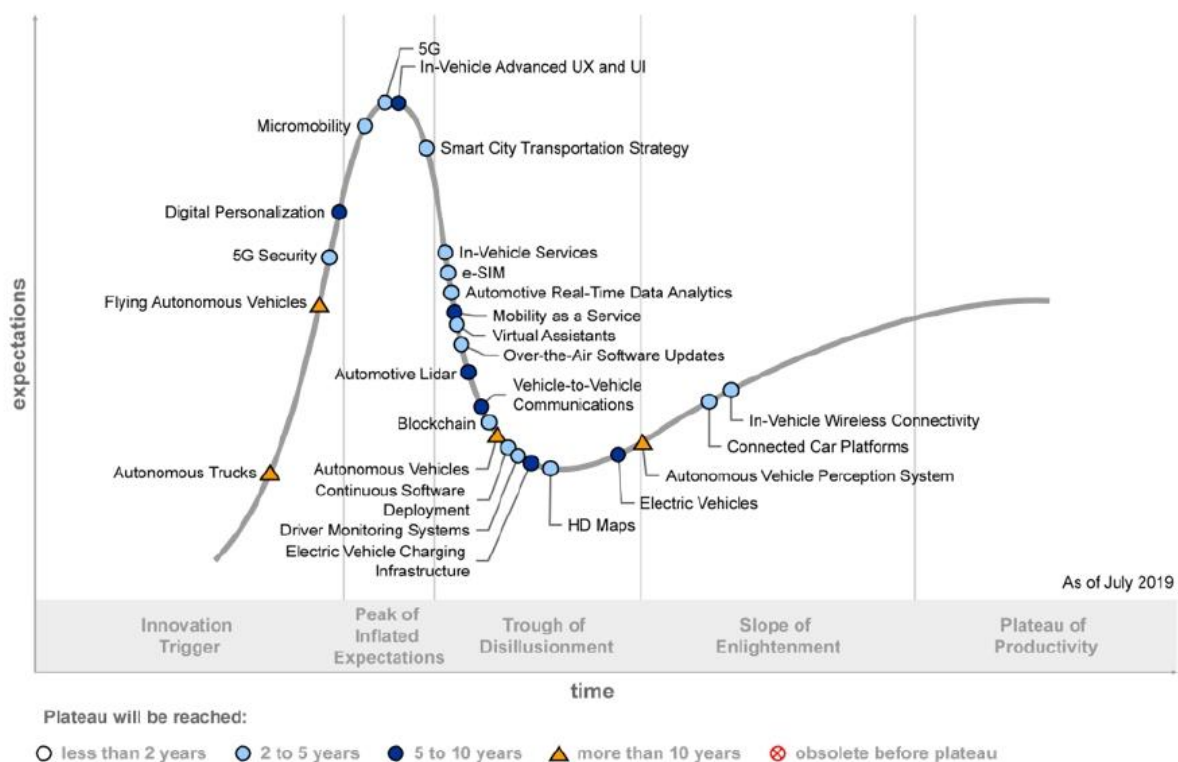 5G
In-Vehicle Advanced UX and UI
Micromobility
Smart City Transportation Strategy
Digital Personalization
5G Security
In-Vehicle Services
e-SIM
Automotive Real-Time Data Analytics
Flying Autonomous Vehicles
Mobility as a Service
Virtual Assistants
Over-the-Air Software Updates
Automotive Lidar
Vehicle-to-Vehicle
Communications
Blockchain
In-Vehicle Wireless Connectivity
Connected Car Platforms
Autonomous Trucks
Autonomous Vehicles
Autonomous Vehicle Perception System
Continuous Software
Deployment
Electric Vehicles
HD Maps
Driver Monitoring Systems
Electric Vehicle Charging
Infrastructure
expectations
As of July 2019
Innovation
Trigger
Peak of
Inflated
Expectations
Trough of
Disillusionment
Slope of
Enlightenment
Plateau of
Productivity
time
Plateau will be reached:
less than 2 years
2 to 5 years
5 to 10 years
more than 10 years
obsolete before plateau